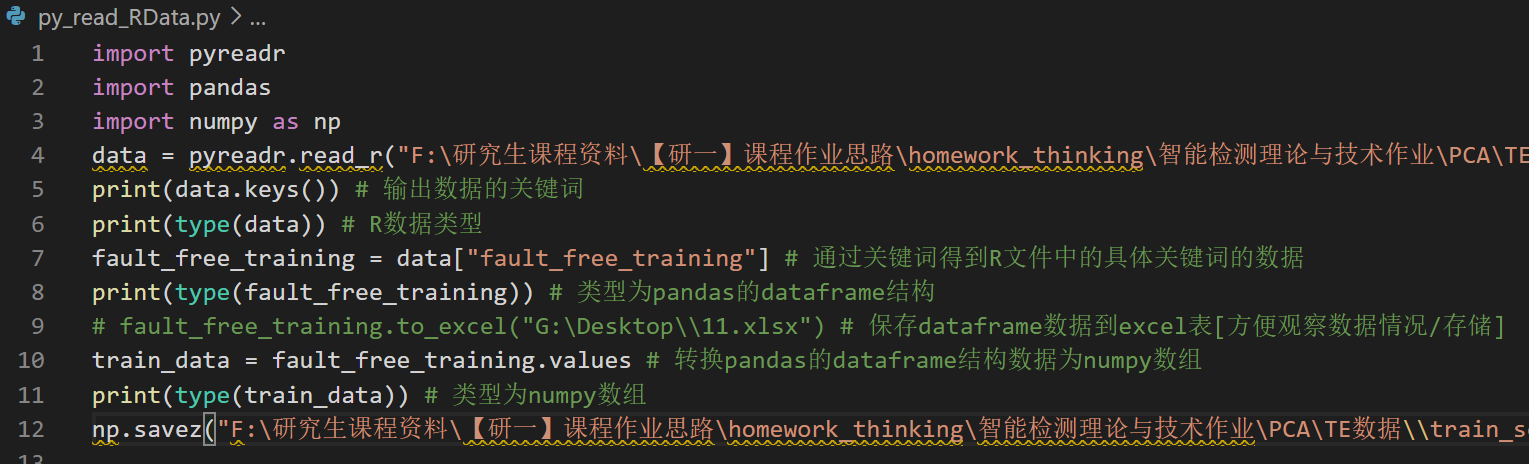 py_read_RData.py > ...
1 import pyreadr
2 import pandas
3 import numpy as np
4 data = pyreadr.read_r("F:\研究生课程资料\【研一】课程作业思路\homework_thinking\智能检测理论与技术作业\PCA\TE
5 print(data.keys()) # 输出数据的关键词
6 print(type(data)) # R数据类型
7 fault_free_training = data["fault_free_training"] # 通过关键词得到R文件中的具体关键词的数据
8 print(type(fault_free_training)) # 类型为pandas的dataframe结构
9 # fault_free_training.to_excel("G:\Desktop\\11.xlsx") # 保存dataframe数据到excel表[方便观察数据情况/存储]
10 train_data = fault_free_training.values # 转换pandas的dataframe结构数据为numpy数组
11 print(type(train_data)) # 类型为numpy数组
12 np.savez("F:\研究生课程资料\【研一】课程作业思路\homework_thinking\智能检测理论与技术作业\PCA\TE数据\\train_s
13